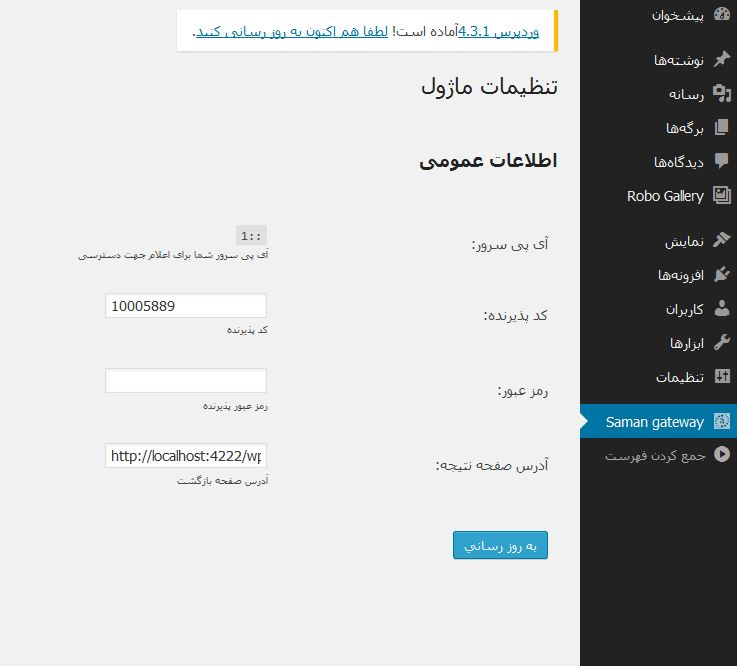 وردپرس 4.3.1آماده است! لطفا هم اکنون به روز رسانی کنید.
تنظیمات ماژول
اطلاعات عمومی
آی پی سرور:
::1
آی پی سرور شما برای اعلام جهت دسترسی
کد پذیرنده:
10005889
کد پذیرنده
رمز عبور:
رمز عبور پذیرنده
آدرس صفحه نتیجه:
http://localhost:4222/wp
آدرس صفحه بازگشت
به روز رساني
پیشخوان
نوشته‌ها
رسانه
برگه‌ها
دیدگاه‌ها
Robo Gallery
نمایش
افزونه‌ها
کاربران
ابزارها
تنظیمات
Saman gateway
جمع کردن فهرست